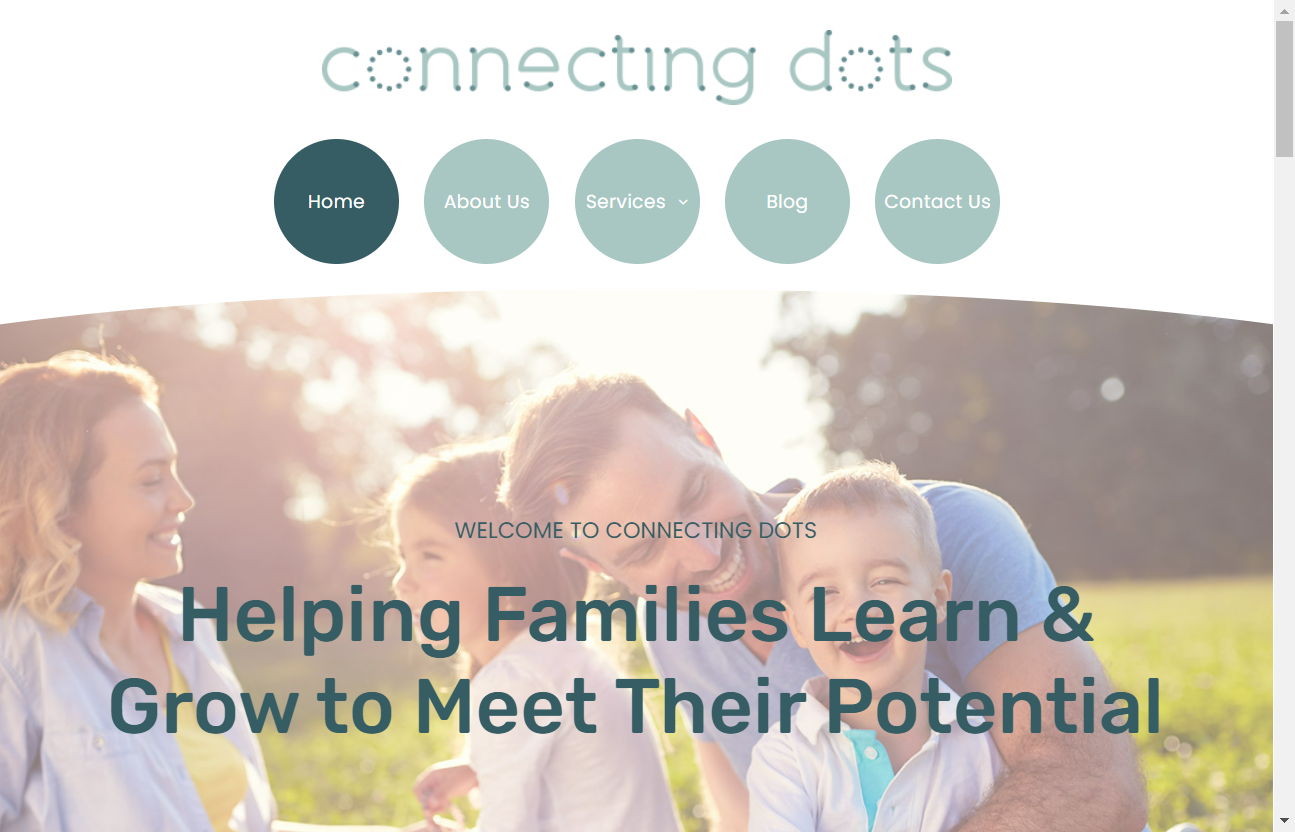 connecting dots
Home
About Us
Services
Blog
Contact Us
WELCOME TO CONNECTING DOTS
Helping Families Learn &
Grow to Meet Their Potential